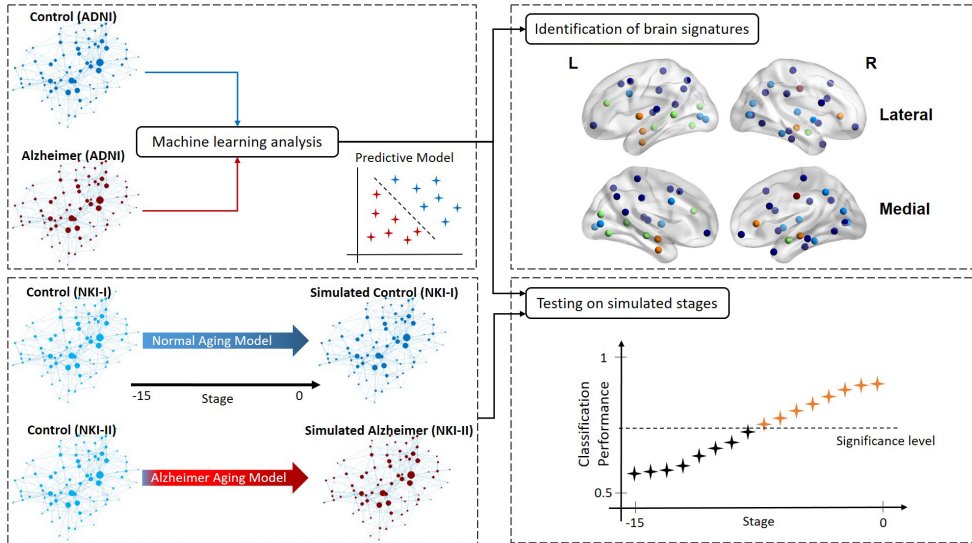 Control (ADNI)
Alzheimer (ADNI)
Machine learning analysis
Predictive Model
Identification of brain signatures
L
R
Lateral
Medial
Control (NKI-I)
Simulated Control (NKI-I)
Normal Aging Model
-15
Stage
0
Control (NKI-II)
Simulated Alzheimer (NKI-II)
Alzheimer Aging Model
Testing on simulated stages
1
Classification
Performance
Significance level
0.5
-15
Stage
0